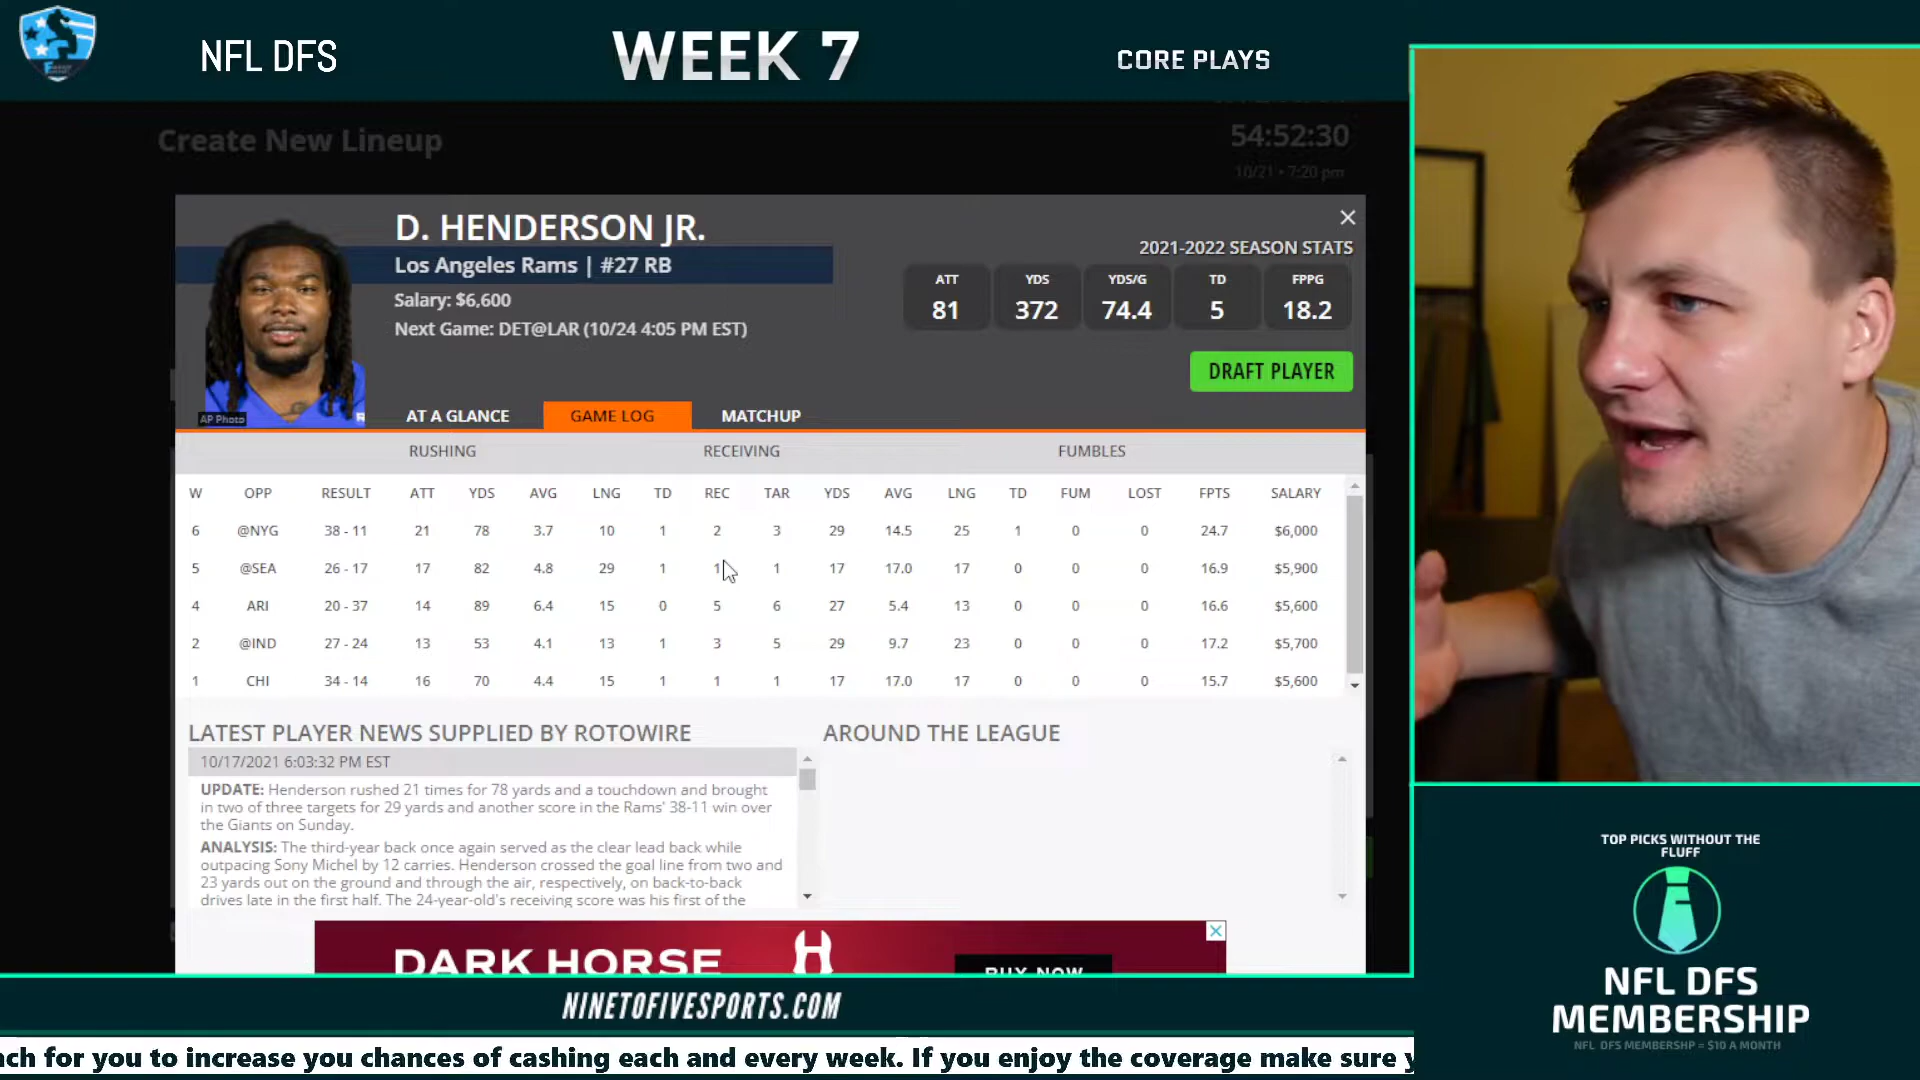 NFL DFS
WEEK 7
CORE PLAYS
Create New Lineup
54:52:30
10/21 • 7:20 pm
D. HENDERSON JR.
Los Angeles Rams | #27 RB
Salary: $6,600
Next Game: DET@LAR (10/24 4:05 PM EST)
AP Photo
2021-2022 SEASON STATS
ATT YDS YDS/G TD FPPG
81 372 74.4 5 18.2
DRAFT PLAYER
AT A GLANCE GAME LOG MATCHUP
RUSHING RECEIVING FUMBLES
W OPP RESULT ATT YDS AVG LNG TD REC TAR YDS AVG LNG TD FUM LOST FPTS SALARY
6 @NYG 38 - 11 21 78 3.7 10 1 2 3 29 14.5 25 1 0 0 24.7 $6,000
5 @SEA 26 - 17 17 82 4.8 29 1 1 1 17 17.0 17 0 0 0 16.9 $5,900
4 ARI 20 - 37 14 89 6.4 15 0 5 6 27 5.4 13 0 0 0 16.6 $5,600
2 @IND 27 - 24 13 53 4.1 13 1 3 5 29 9.7 23 0 0 0 17.2 $5,700
1 CHI 34 - 14 16 70 4.4 15 1 1 1 17 17.0 17 0 0 0 15.7 $5,600
LATEST PLAYER NEWS SUPPLIED BY ROTOWIRE
10/17/2021 6:03:32 PM EST
UPDATE: Henderson rushed 21 times for 78 yards and a touchdown and brought
in two of three targets for 29 yards and another score in the Rams' 38-11 win over
the Giants on Sunday.
ANALYSIS: The third-year back once again served as the clear lead back while
outpacing Sony Michel by 12 carries. Henderson crossed the goal line from two and
23 yards out on the ground and through the air, respectively, on back-to-back
drives late in the first half. The 24-year-old's receiving score was his first of the
AROUND THE LEAGUE
DARK HORSE
BUY NOW
NINETOFIVESPORTS.COM
ach for you to increase you chances of cashing each and every week. If you enjoy the coverage make sure y
TOP PICKS WITHOUT THE
FLUFF
NFL DFS
MEMBERSHIP
NFL DFS MEMBERSHP = $10 A MONTH